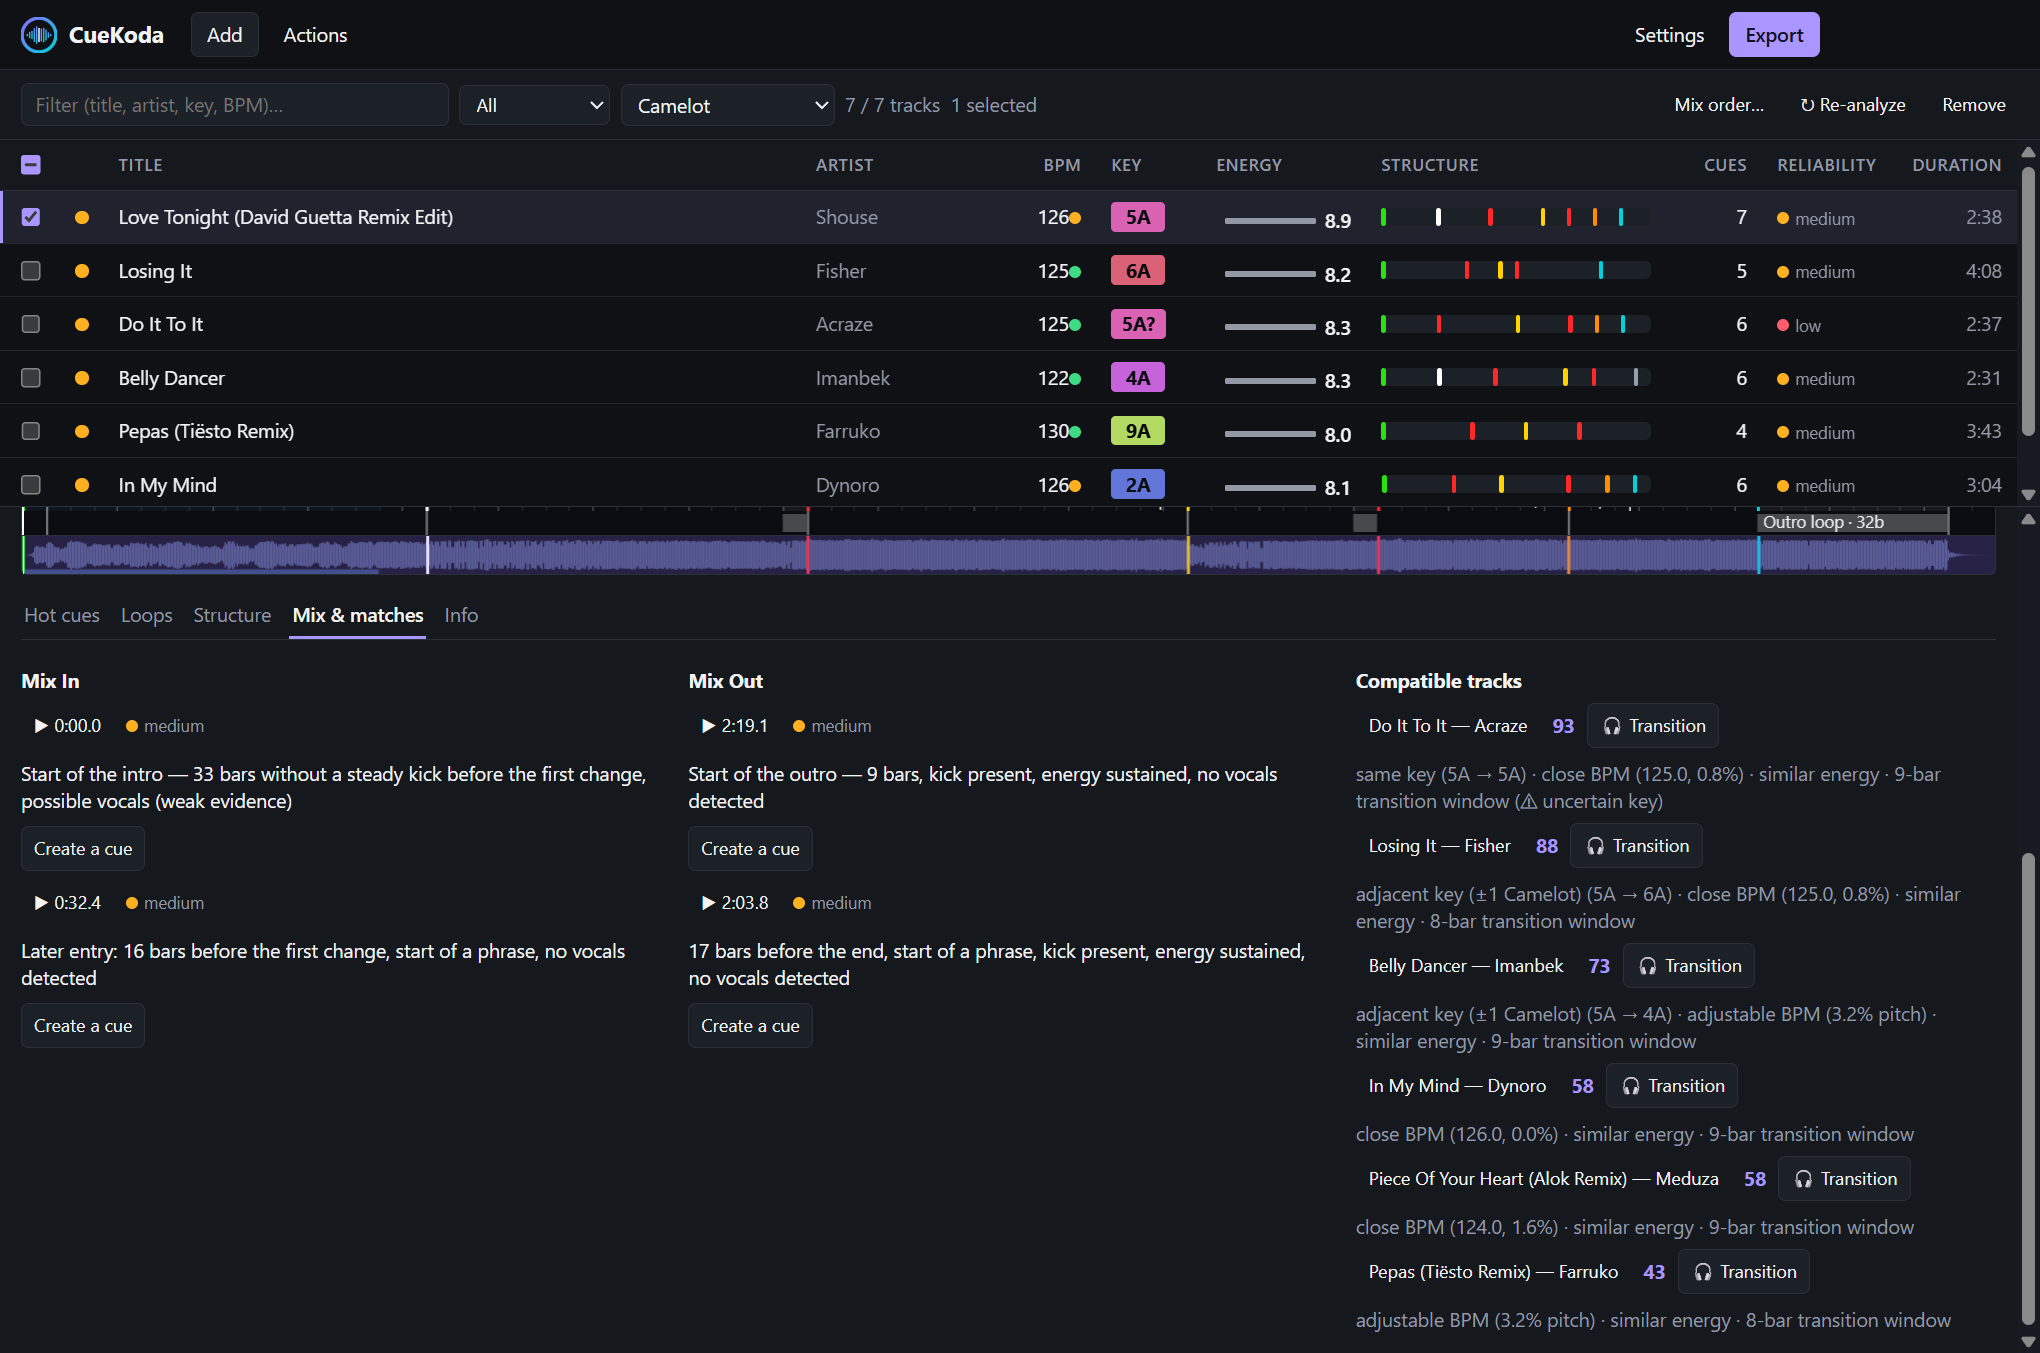 CueKoda Add Actions Settings Export
Filter (title, artist, key, BPM)... All Camelot 7 / 7 tracks 1 selected Mix order... ↻ Re-analyze Remove
TITLE ARTIST BPM KEY ENERGY STRUCTURE CUES RELIABILITY DURATION
Love Tonight (David Guetta Remix Edit) Shouse 126 5A 8.9 7 medium 2:38
Losing It Fisher 125 6A 8.2 5 medium 4:08
Do It To It Acraze 125 5A? 8.3 6 low 2:37
Belly Dancer Imanbek 122 4A 8.3 6 medium 2:31
Pepas (Tiësto Remix) Farruko 130 9A 8.0 4 medium 3:43
In My Mind Dynoro 126 2A 8.1 6 medium 3:04
Outro loop · 32b
Hot cues Loops Structure Mix & matches Info
Mix In
▶ 0:00.0 medium
Start of the intro — 33 bars without a steady kick before the first change,
possible vocals (weak evidence)
Create a cue
▶ 0:32.4 medium
Later entry: 16 bars before the first change, start of a phrase, no vocals
detected
Create a cue
Mix Out
▶ 2:19.1 medium
Start of the outro — 9 bars, kick present, energy sustained, no vocals
detected
Create a cue
▶ 2:03.8 medium
17 bars before the end, start of a phrase, kick present, energy sustained,
no vocals detected
Create a cue
Compatible tracks
Do It To It — Acraze 93 🎧 Transition
same key (5A → 5A) · close BPM (125.0, 0.8%) · similar energy · 9-bar
transition window (⚠ uncertain key)
Losing It — Fisher 88 🎧 Transition
adjacent key (±1 Camelot) (5A → 6A) · close BPM (125.0, 0.8%) · similar
energy · 8-bar transition window
Belly Dancer — Imanbek 73 🎧 Transition
adjacent key (±1 Camelot) (5A → 4A) · adjustable BPM (3.2% pitch) ·
similar energy · 9-bar transition window
In My Mind — Dynoro 58 🎧 Transition
close BPM (126.0, 0.0%) · similar energy · 9-bar transition window
Piece Of Your Heart (Alok Remix) — Meduza 58 🎧 Transition
close BPM (124.0, 1.6%) · similar energy · 9-bar transition window
Pepas (Tiësto Remix) — Farruko 43 🎧 Transition
adjustable BPM (3.2% pitch) · similar energy · 8-bar transition window